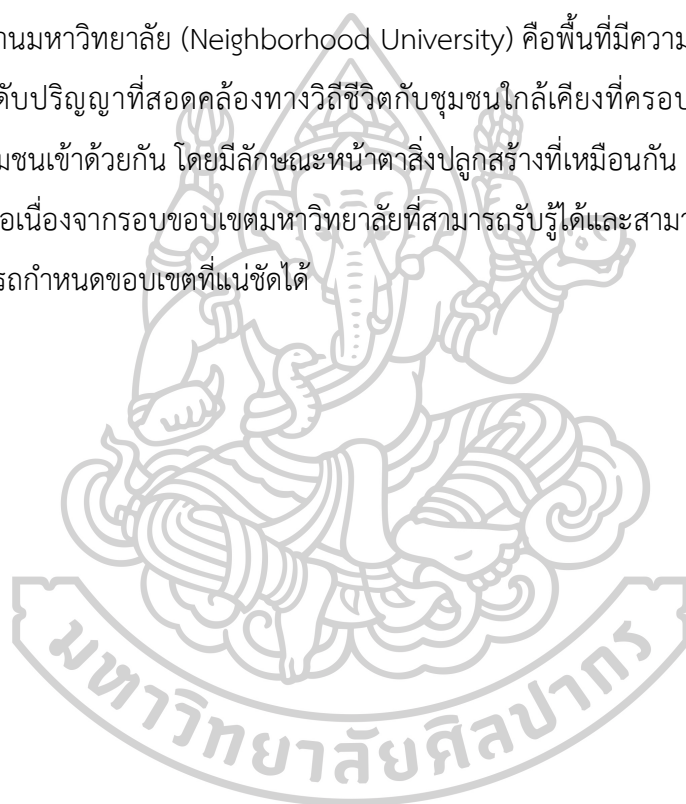 านมหาวิทยาลัย (Neighborhood University) คือพื้นที่มีความ
ดับปริญญาที่สอดคล้องทางวิถีชีวิตกับชุมชนใกล้เคียงที่ครอบ
มชนเข้าด้วยกัน โดยมีลักษณะหน้าตาสิ่งปลูกสร้างที่เหมือนกัน
อเนื่องจากรอบขอบเขตมหาวิทยาลัยที่สามารถรับรู้ได้และสามา
รถกำหนดขอบเขตที่แน่ชัดได้
มหาวิทยาลัยศิลปากร